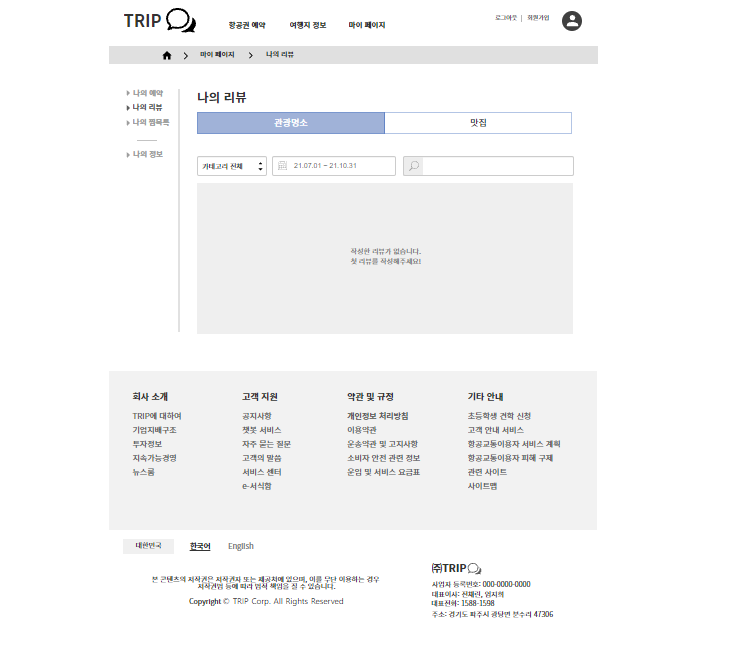 TRIP
항공권 예약 여행지 정보 마이 페이지
로그아웃 | 회원가입
마이 페이지 나의 리뷰
나의 예약
나의 리뷰
나의 찜목록
나의 정보
나의 리뷰
관광명소 맛집
카테고리 전체 21.07.01 ~ 21.10.31
작성한 리뷰가 없습니다.
첫 리뷰를 작성해주세요!
회사 소개
TRIP에 대하여
기업지배구조
투자정보
지속가능경영
뉴스룸
고객 지원
공지사항
챗봇 서비스
자주 묻는 질문
고객의 말씀
서비스 센터
e-서식함
약관 및 규정
개인정보 처리방침
이용약관
운송약관 및 고지사항
소비자 안전 관련 정보
운임 및 서비스 요금표
기타 안내
초등학생 견학 신청
고객 안내 서비스
항공교통이용자 서비스 계획
항공교통이용자 피해 구제
관련 사이트
사이트맵
대한민국 한국어 English
본 콘텐츠의 저작권은 저작권자 또는 제공처에 있으며, 이를 무단 이용하는 경우
저작권법 등에 따라 법적 책임을 질 수 있습니다.
Copyright © TRIP Corp. All Rights Reserved
㈜TRIP
사업자 등록번호: 000-0000-0000
대표이사: 전채린, 임지희
대표전화: 1588-1598
주소: 경기도 파주시 광탄면 분수리 47306